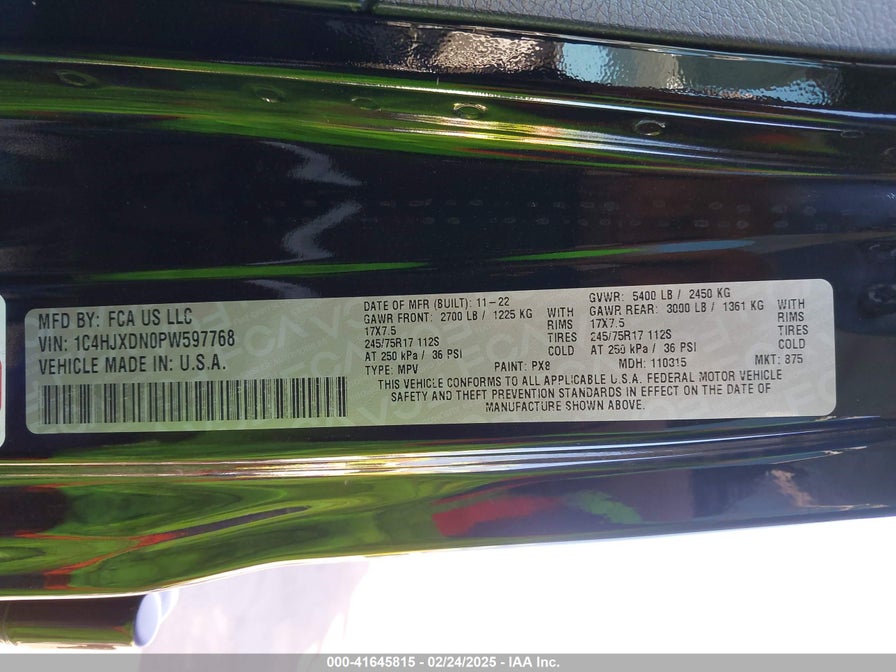 MFD BY: FCA US LLC
VIN: 1C4HJXDN0PW597768
VEHICLE MADE IN: U.S.A.
DATE OF MFR (BUILT): 11-22
GAWR FRONT: 2700 LB / 1225 KG WITH
17X7.5 RIMS
245/75R17 112S TIRES
AT 250 kPa / 36 PSI COLD
TYPE: MPV PAINT: PX8
GVWR: 5400 LB / 2450 KG
GAWR REAR: 3000 LB / 1361 KG WITH
17X7.5 RIMS
245/75R17 112S TIRES
AT 250 kPa / 36 PSI COLD
MDH: 110315 MKT: 875
THIS VEHICLE CONFORMS TO ALL APPLICABLE U.S.A. FEDERAL MOTOR VEHICLE
SAFETY AND THEFT PREVENTION STANDARDS IN EFFECT ON THE DATE OF
MANUFACTURE SHOWN ABOVE.
000-41645815 - 02/24/2025 - IAA Inc.